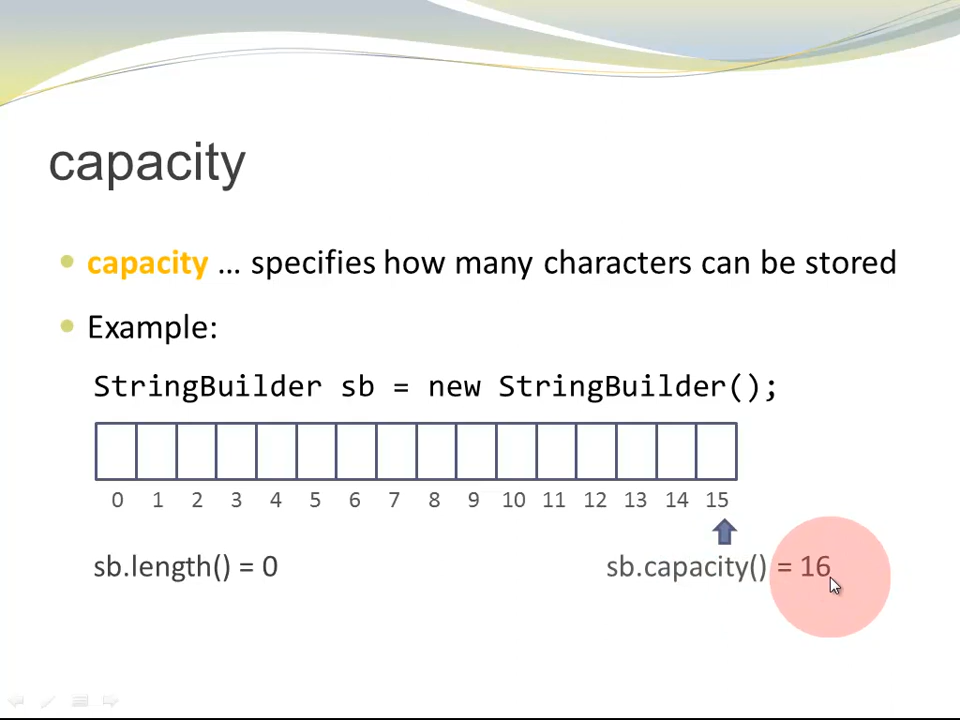 capacity
capacity … specifies how many characters can be stored
Example:
StringBuilder sb = new StringBuilder();
0 1 2 3 4 5 6 7 8 9 10 11 12 13 14 15
sb.length() = 0 sb.capacity() = 16